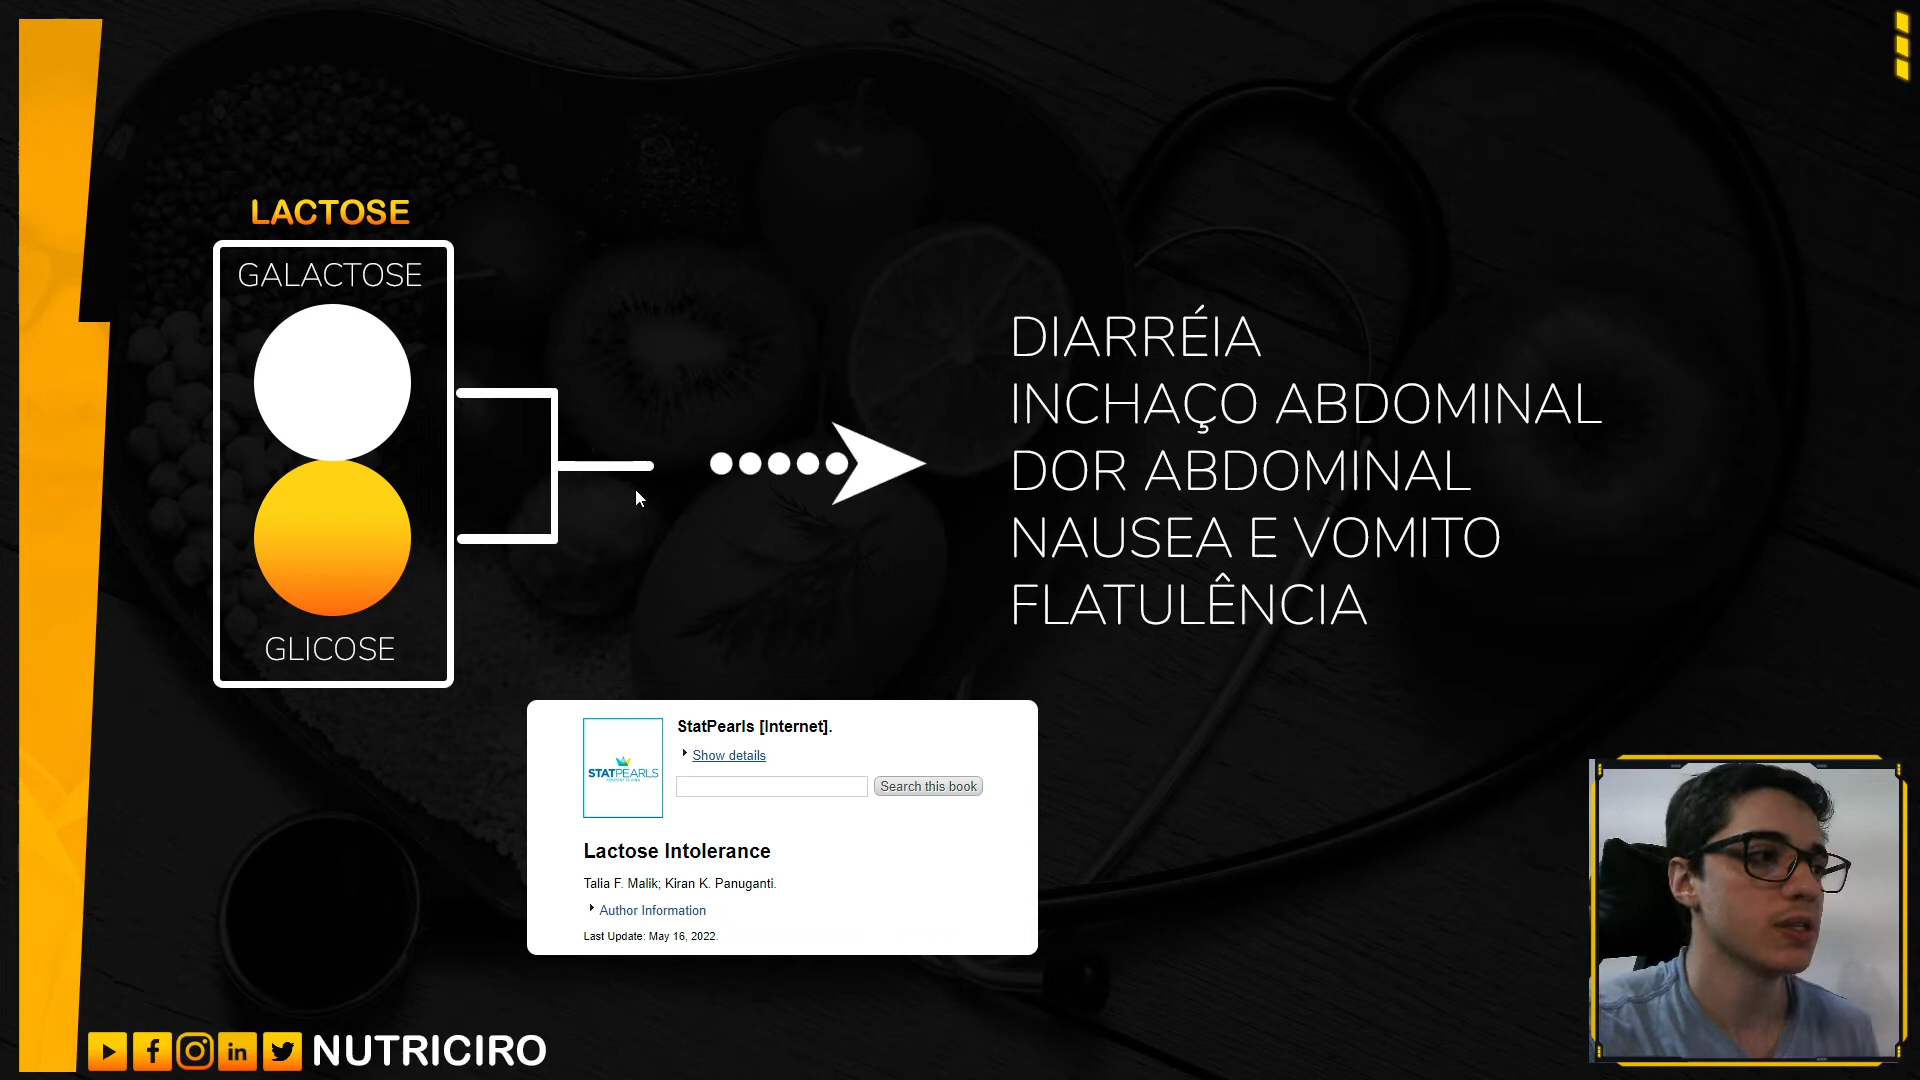 LACTOSE
GALACTOSE
GLICOSE
DIARRÉIA
INCHAÇO ABDOMINAL
DOR ABDOMINAL
NAUSEA E VOMITO
FLATULÊNCIA
StatPearls [Internet].
Show details
STATPEARLS
Search this book
Lactose Intolerance
Talia F. Malik; Kiran K. Panuganti.
Author Information
Last Update: May 16, 2022.
NUTRICIRO